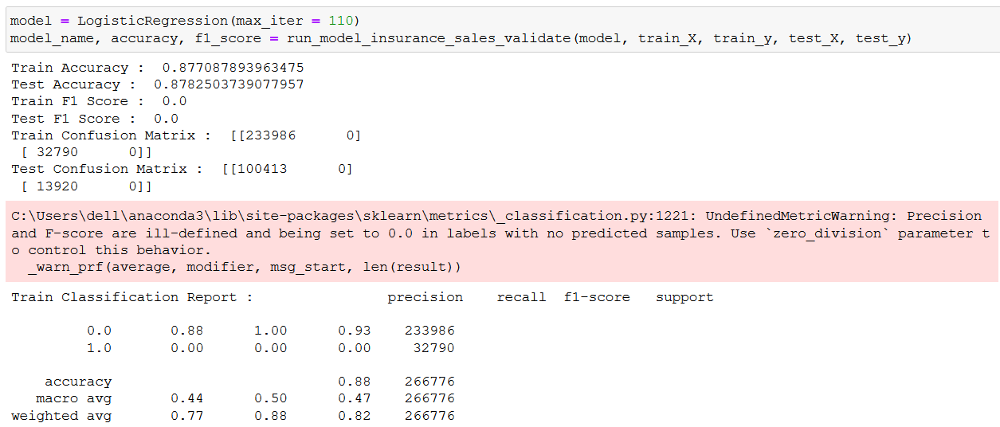 model = LogisticRegression(max_iter = 110)
model_name, accuracy, f1_score = run_model_insurance_sales_validate(model, train_X, train_y, test_X, test_y)
Train Accuracy :  0.877087893963475
Test Accuracy :  0.8782503739077957
Train F1 Score :  0.0
Test F1 Score :  0.0
Train Confusion Matrix :  [[233986      0]
 [ 32790      0]]
Test Confusion Matrix :  [[100413      0]
 [ 13920      0]]
C:\Users\dell\anaconda3\lib\site-packages\sklearn\metrics\_classification.py:1221: UndefinedMetricWarning: Precision
and F-score are ill-defined and being set to 0.0 in labels with no predicted samples. Use `zero_division` parameter t
o control this behavior.
  _warn_prf(average, modifier, msg_start, len(result))
Train Classification Report :                precision    recall  f1-score   support
         0.0       0.88      1.00      0.93    233986
         1.0       0.00      0.00      0.00     32790
    accuracy                           0.88    266776
   macro avg       0.44      0.50      0.47    266776
weighted avg       0.77      0.88      0.82    266776